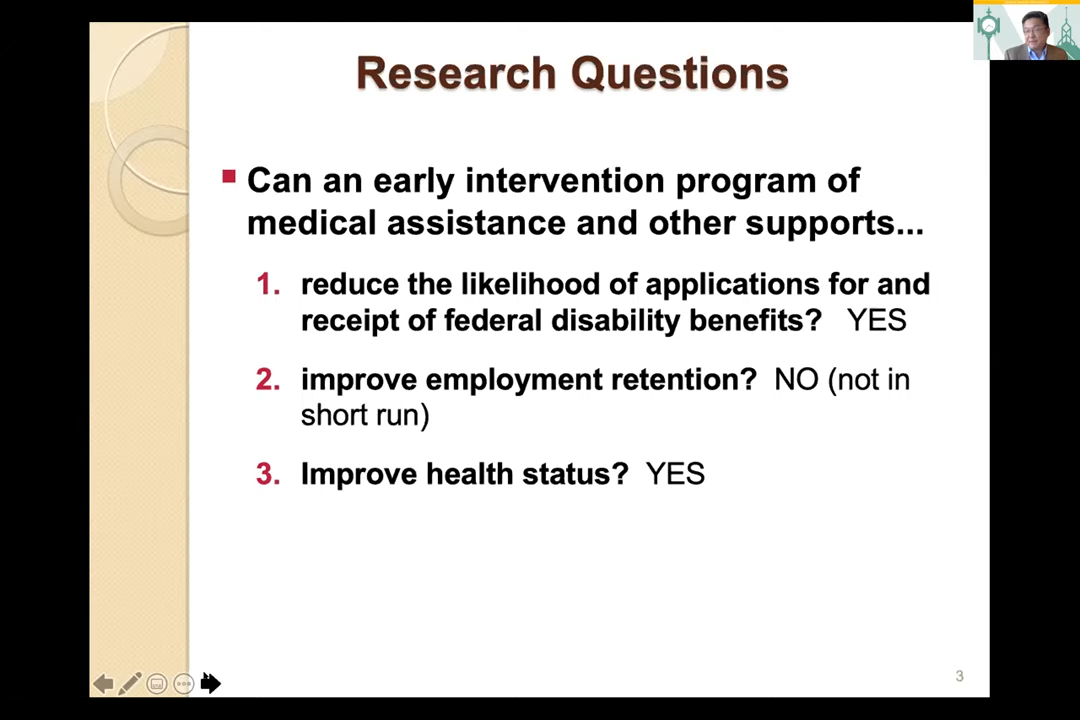 Research Questions
Can an early intervention program of
medical assistance and other supports...
1. reduce the likelihood of applications for and
receipt of federal disability benefits? YES
2. improve employment retention? NO (not in
short run)
3. Improve health status? YES
3